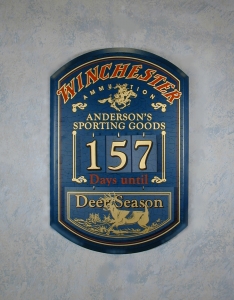 WINCHESTER
AMMUNITION
ANDERSON'S
SPORTING GOODS
157
Days until
Deer Season